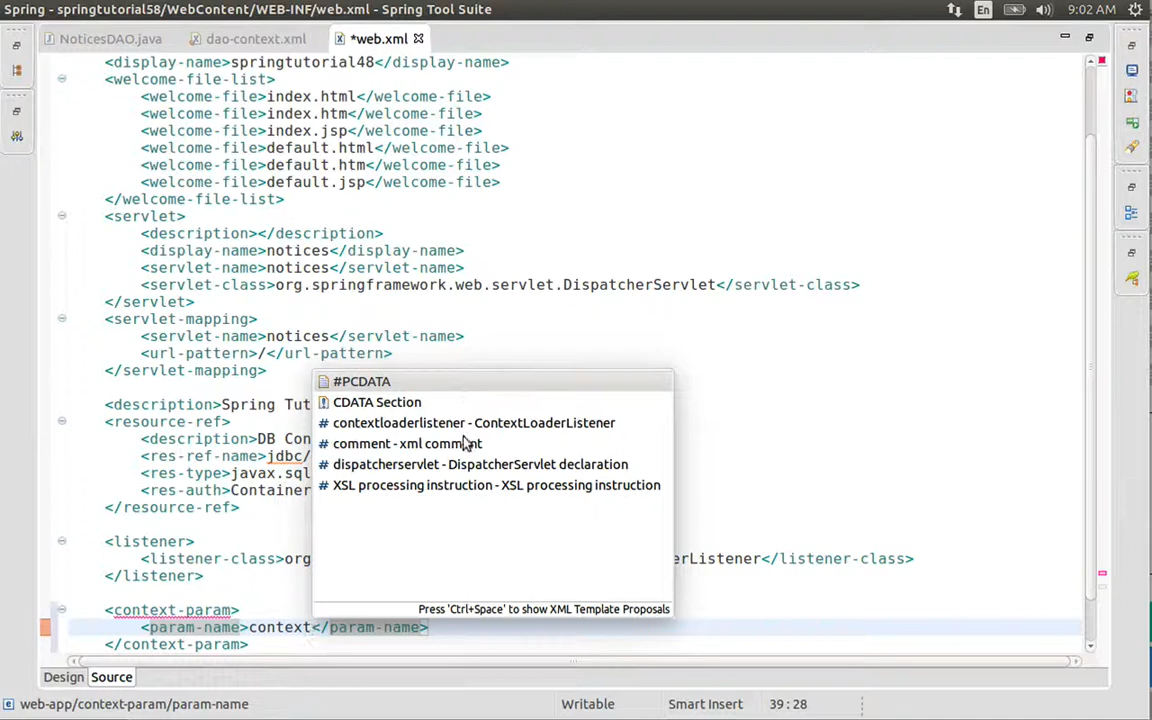 Spring - springtutorial58/WebContent/WEB-INF/web.xml - Spring Tool Suite
En
9:02 AM
NoticesDAO.java
dao-context.xml
*web.xml
<display-name>springtutorial48</display-name>
<welcome-file-list>
<welcome-file>index.html</welcome-file>
<welcome-file>index.htm</welcome-file>
<welcome-file>index.jsp</welcome-file>
<welcome-file>default.html</welcome-file>
<welcome-file>default.htm</welcome-file>
<welcome-file>default.jsp</welcome-file>
</welcome-file-list>
<servlet>
<description></description>
<display-name>notices</display-name>
<servlet-name>notices</servlet-name>
<servlet-class>org.springframework.web.servlet.DispatcherServlet</servlet-class>
</servlet>
<servlet-mapping>
<servlet-name>notices</servlet-name>
<url-pattern>/</url-pattern>
</servlet-mapping>
<description>Spring Tut
<resource-ref>
<description>DB Con
<res-ref-name>jdbc/
<res-type>javax.sql
<res-auth>Container
</resource-ref>
<listener>
<listener-class>org
erListener</listener-class>
</listener>
<context-param>
<param-name>context</param-name>
</context-param>
#PCDATA
CDATA Section
# contextloaderlistener - ContextLoaderListener
# comment - xml comment
# dispatcherservlet - DispatcherServlet declaration
# XSL processing instruction - XSL processing instruction
Press 'Ctrl+Space' to show XML Template Proposals
Design
Source
web-app/context-param/param-name
Writable
Smart Insert
39 : 28